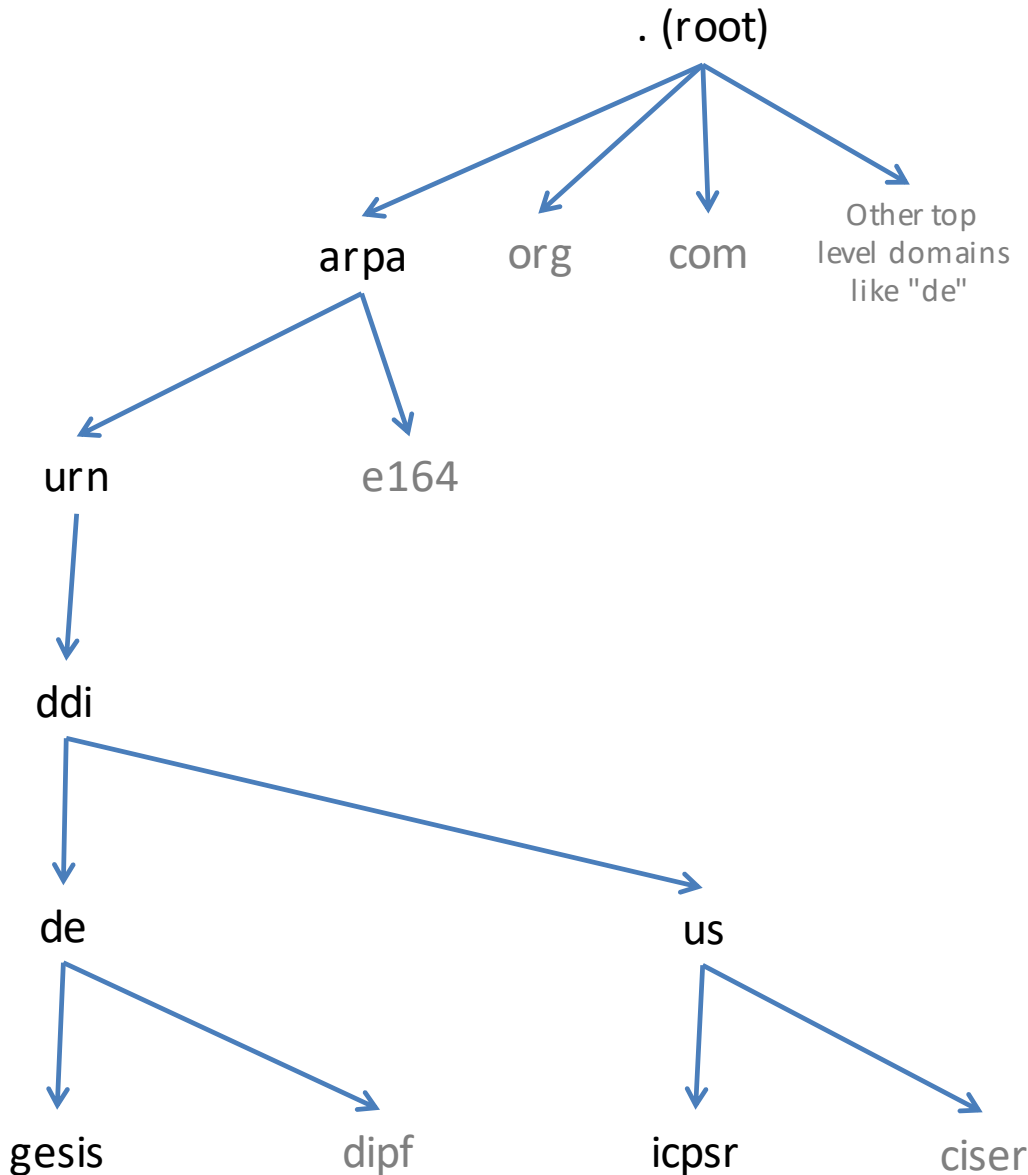 . (root)
arpa
org
com
Other top
level domains
like "de"
urn
e164
ddi
de
us
gesis
dipf
icpsr
ciser